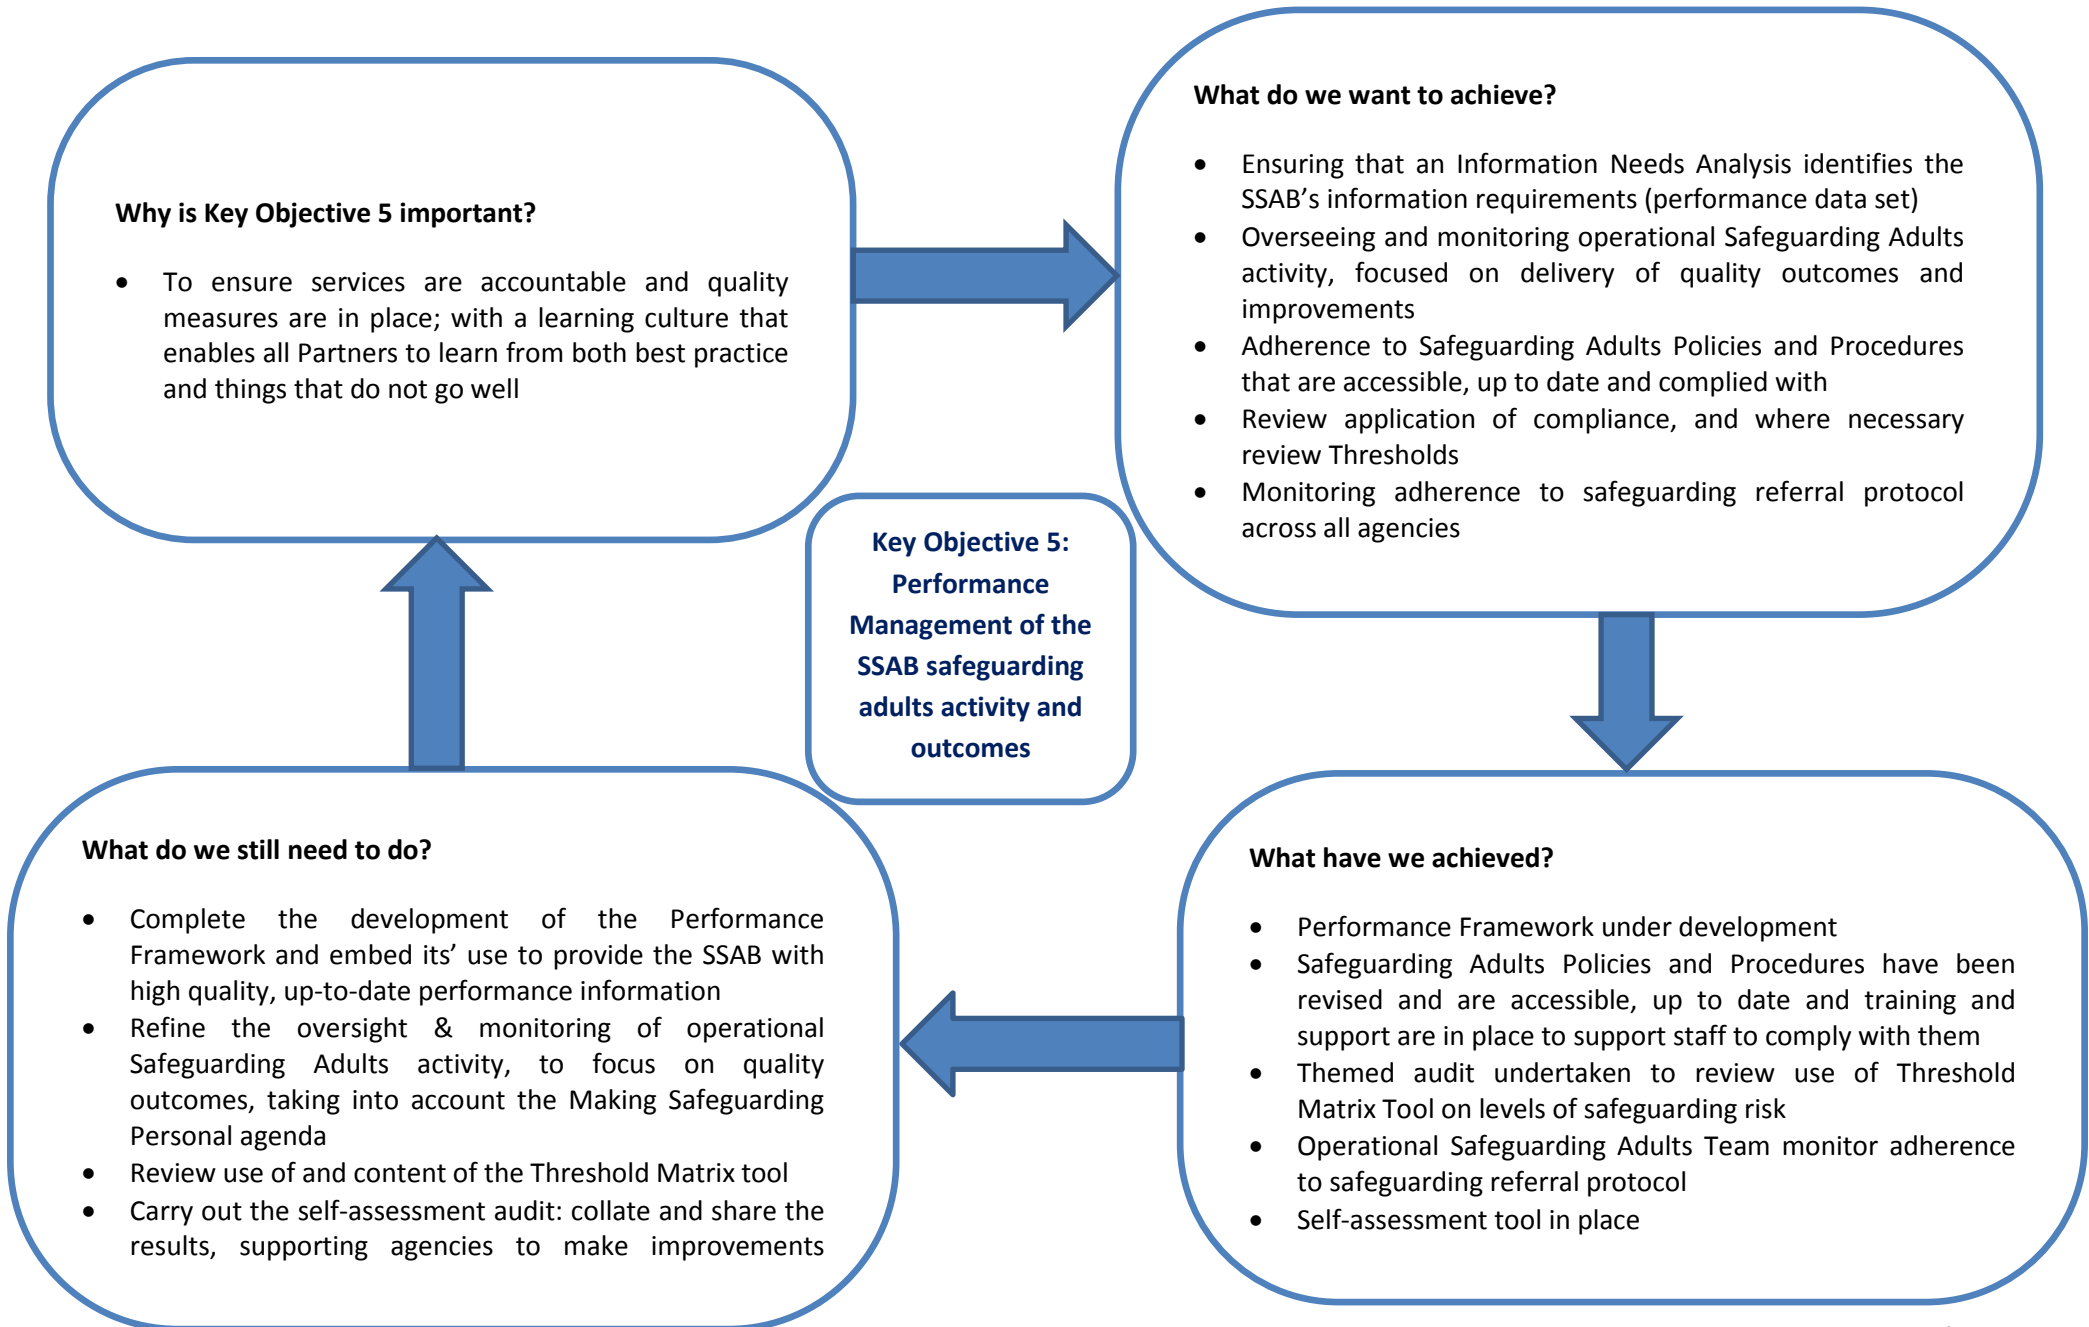 Why is Key Objective 5 important?
• To ensure services are accountable and quality
measures are in place; with a learning culture that
enables all Partners to learn from both best practice
and things that do not go well
What do we want to achieve?
• Ensuring that an Information Needs Analysis identifies the
SSAB’s information requirements (performance data set)
• Overseeing and monitoring operational Safeguarding Adults
activity, focused on delivery of quality outcomes and
improvements
• Adherence to Safeguarding Adults Policies and Procedures
that are accessible, up to date and complied with
• Review application of compliance, and where necessary
review Thresholds
• Monitoring adherence to safeguarding referral protocol
across all agencies
Key Objective 5:
Performance
Management of the
SSAB safeguarding
adults activity and
outcomes
What have we achieved?
• Performance Framework under development
• Safeguarding Adults Policies and Procedures have been
revised and are accessible, up to date and training and
support are in place to support staff to comply with them
• Themed audit undertaken to review use of Threshold
Matrix Tool on levels of safeguarding risk
• Operational Safeguarding Adults Team monitor adherence
to safeguarding referral protocol
• Self-assessment tool in place
What do we still need to do?
• Complete the development of the Performance
Framework and embed its’ use to provide the SSAB with
high quality, up-to-date performance information
• Refine the oversight & monitoring of operational
Safeguarding Adults activity, to focus on quality
outcomes, taking into account the Making Safeguarding
Personal agenda
• Review use of and content of the Threshold Matrix tool
• Carry out the self-assessment audit: collate and share the
results, supporting agencies to make improvements